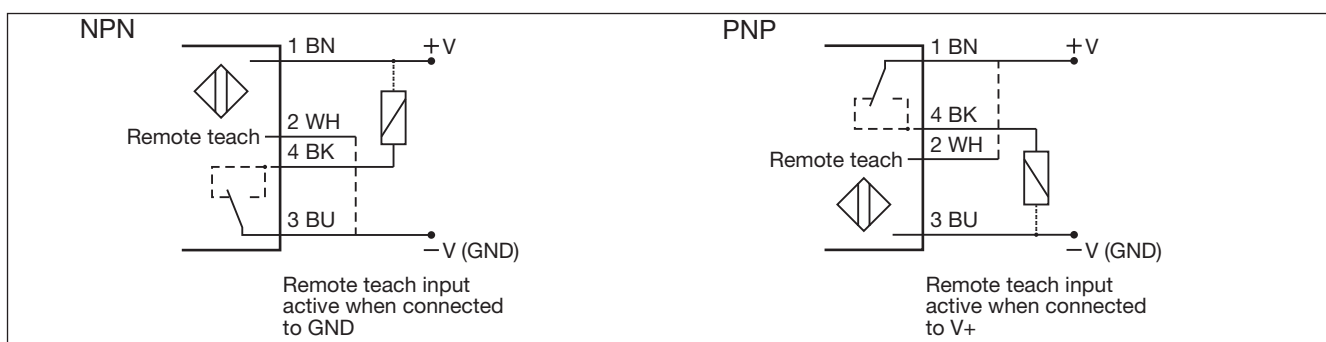 NPN
1 BN
+V
2 WH
Remote teach
4 BK
3 BU
–V (GND)
Remote teach input
active when connected
to GND
PNP
1 BN
+V
4 BK
2 WH
Remote teach
3 BU
–V (GND)
Remote teach input
active when connected
to V+